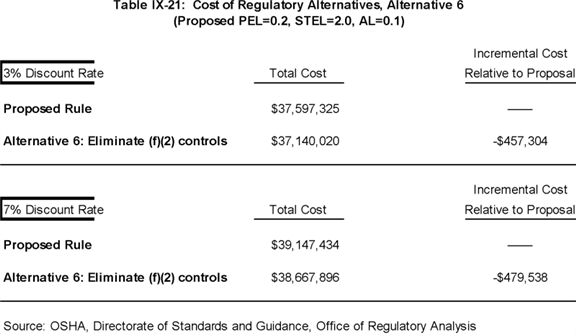 Table IX-21: Cost of Regulatory Alternatives, Alternative 6
(Proposed PEL=0.2, STEL=2.0, AL=0.1)
Incremental Cost
3% Discount Rate Total Cost Relative to Proposal
Proposed Rule $37,597,325 ——
Alternative 6: Eliminate (f)(2) controls $37,140,020 -$457,304
Incremental Cost
7% Discount Rate Total Cost Relative to Proposal
Proposed Rule $39,147,434 ——
Alternative 6: Eliminate (f)(2) controls $38,667,896 -$479,538
Source: OSHA, Directorate of Standards and Guidance, Office of Regulatory Analysis